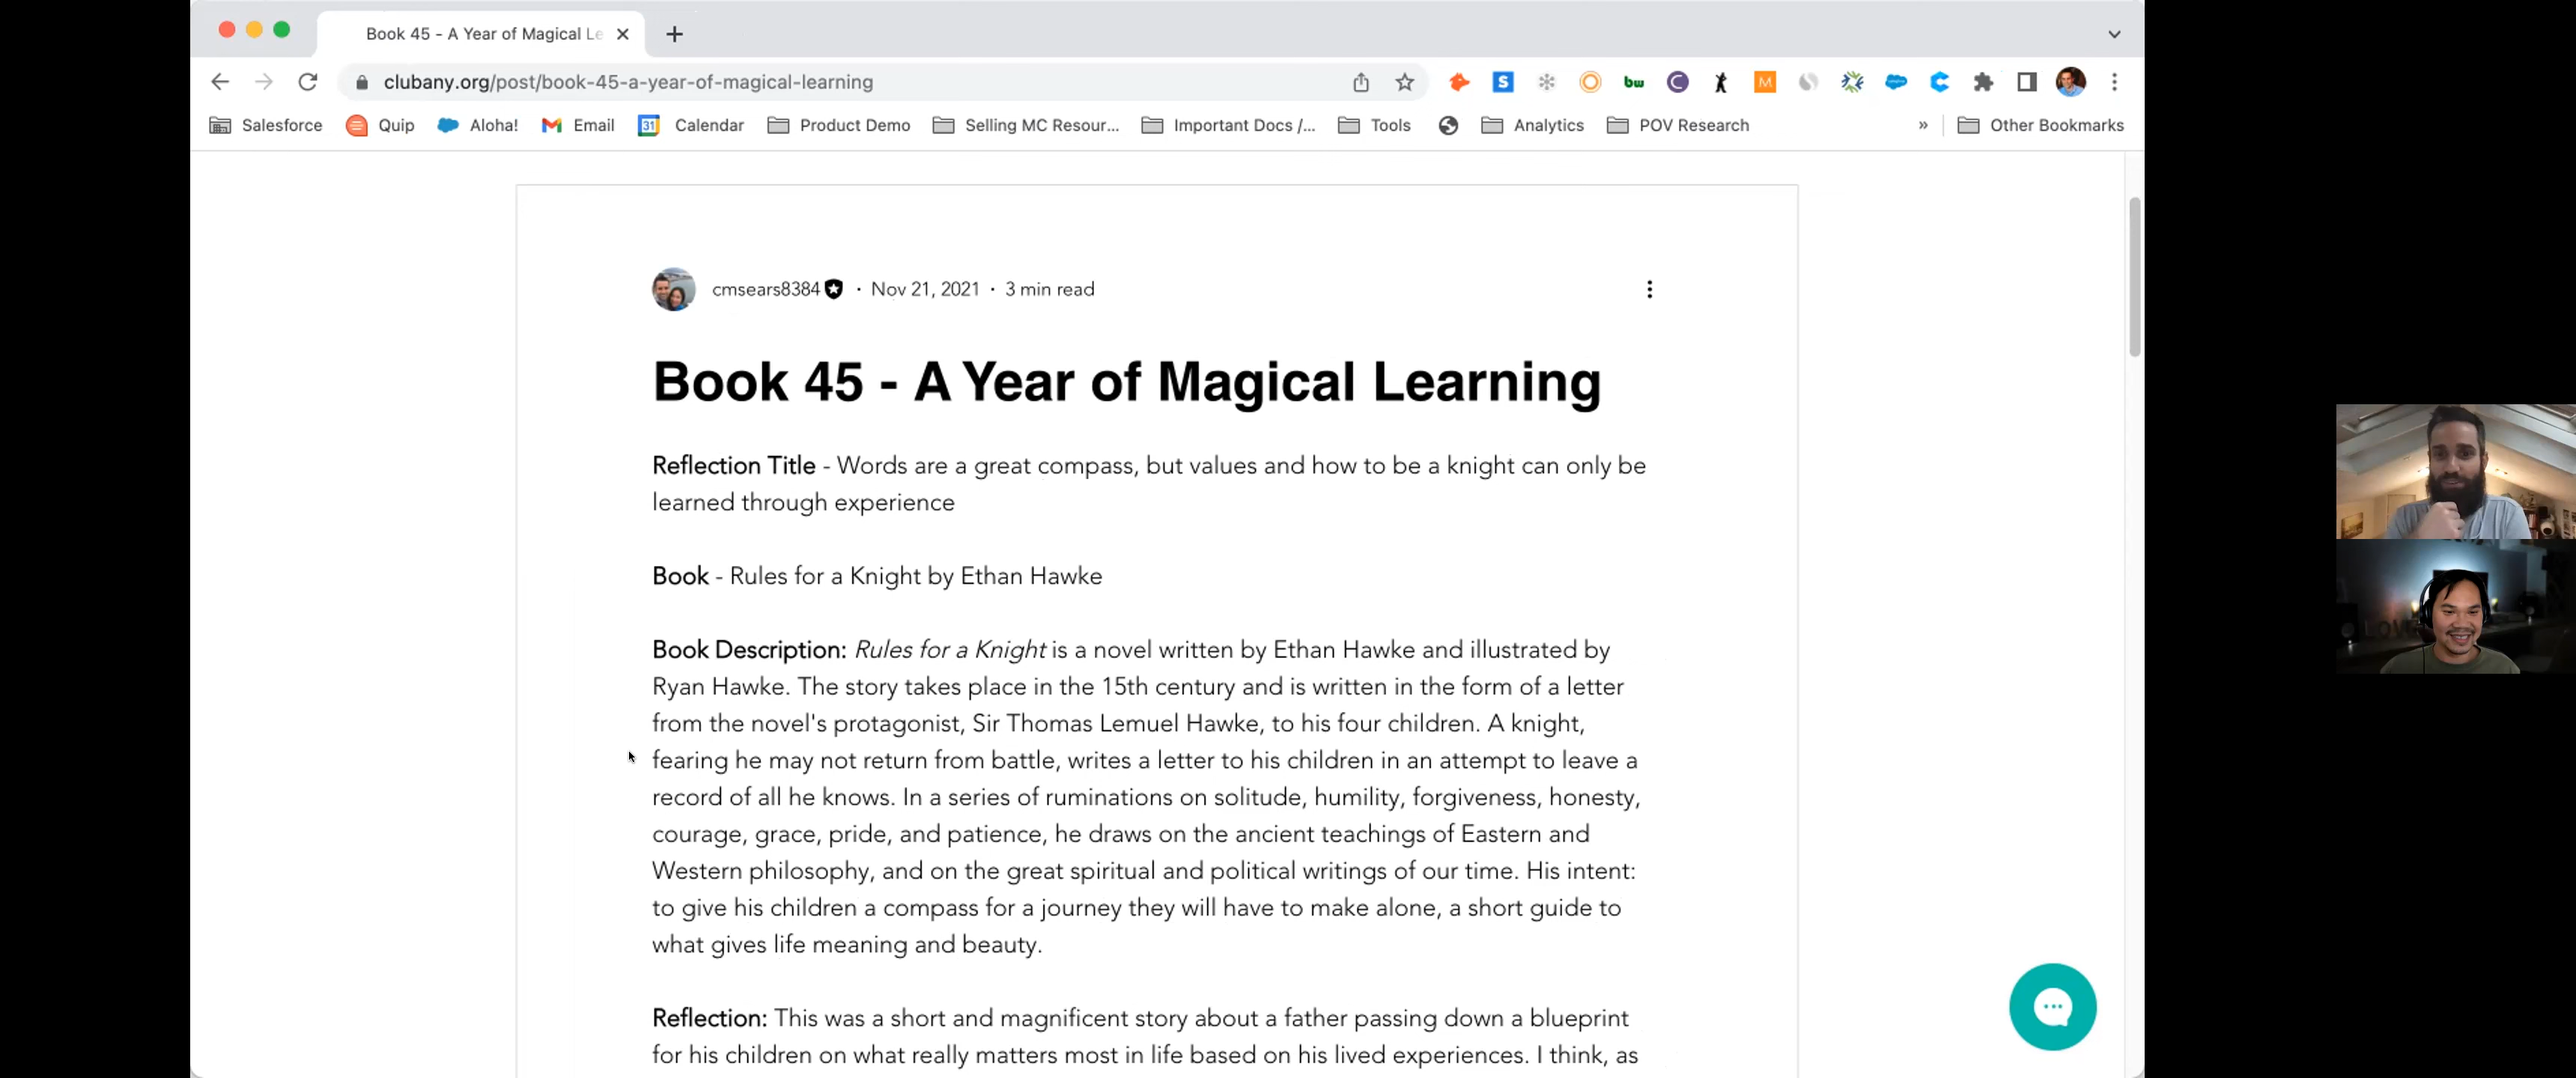 Book 45 - A Year of Magical Le
clubany.org/post/book-45-a-year-of-magical-learning
S
bw
C
M
Salesforce Quip Aloha! Email 31 Calendar Product Demo Selling MC Resour... Important Docs /... Tools Analytics POV Research » Other Bookmarks
cmsears8384 · Nov 21, 2021 · 3 min read
Book 45 - A Year of Magical Learning
Reflection Title - Words are a great compass, but values and how to be a knight can only be
learned through experience
Book - Rules for a Knight by Ethan Hawke
Book Description: Rules for a Knight is a novel written by Ethan Hawke and illustrated by
Ryan Hawke. The story takes place in the 15th century and is written in the form of a letter
from the novel's protagonist, Sir Thomas Lemuel Hawke, to his four children. A knight,
fearing he may not return from battle, writes a letter to his children in an attempt to leave a
record of all he knows. In a series of ruminations on solitude, humility, forgiveness, honesty,
courage, grace, pride, and patience, he draws on the ancient teachings of Eastern and
Western philosophy, and on the great spiritual and political writings of our time. His intent:
to give his children a compass for a journey they will have to make alone, a short guide to
what gives life meaning and beauty.
Reflection: This was a short and magnificent story about a father passing down a blueprint
for his children on what really matters most in life based on his lived experiences. I think, as